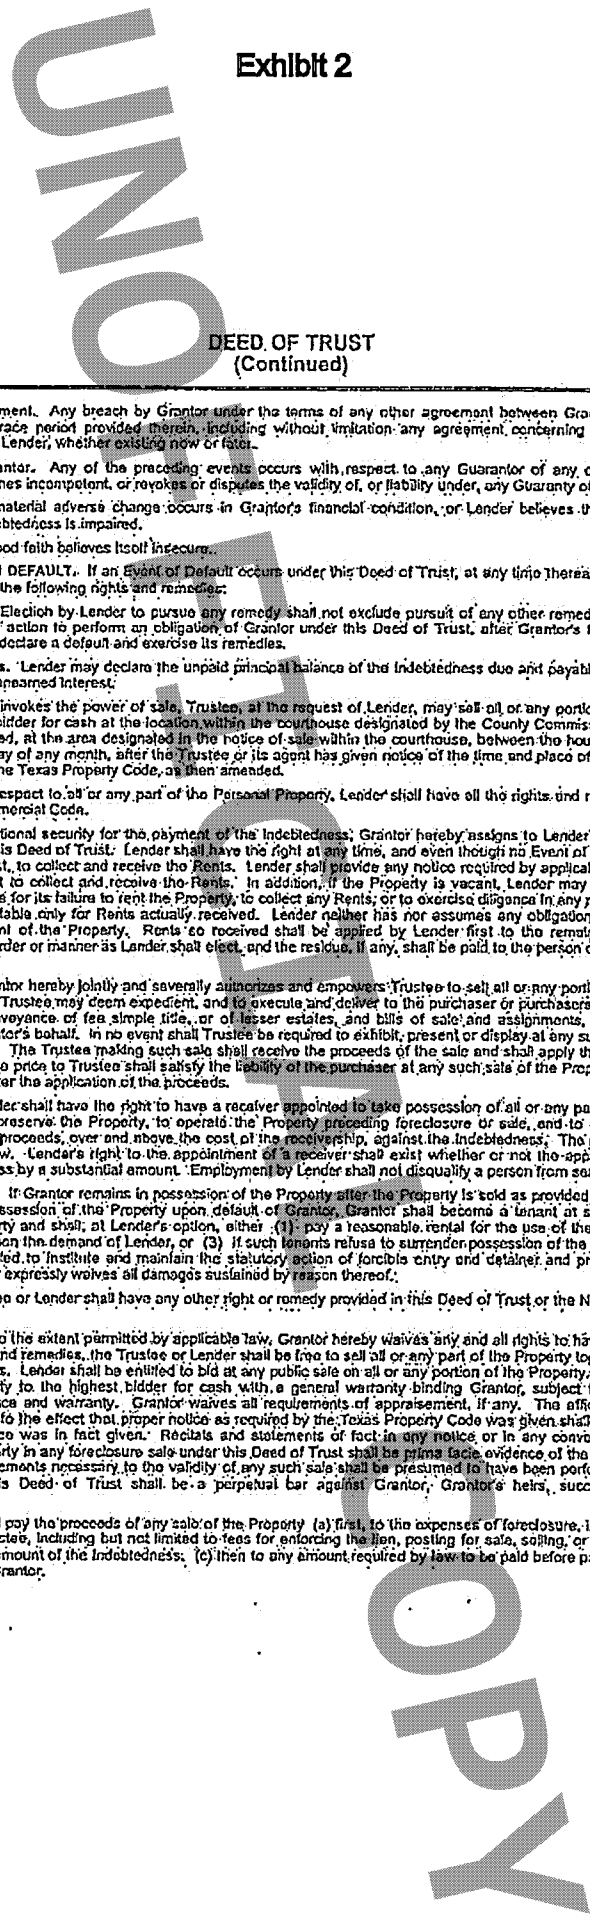 Exhibit 2
UNOFFICIAL COPY
DEED OF TRUST
(Continued)
ment. Any breach by Grantor under the terms of any other agreement between Gra
race period provided therein, including without limitation any agreement concerning
Lender, whether existing now or later.
ntor. Any of the preceding events occurs with respect to any Guarantor of any
nes incompetent, or revokes or disputes the validity of, or liability under, any Guaranty of
material adverse change occurs in Grantor's financial condition, or Lender believes th
btedness is impaired.
od faith believes itself insecure.
DEFAULT. If an Event of Default occurs under this Deed of Trust, at any time therea
the following rights and remedies:
Election by Lender to pursue any remedy shall not exclude pursuit of any other remed
action to perform an obligation of Grantor under this Deed of Trust, after Grantor's f
declare a default and exercise its remedies.
s. Lender may declare the unpaid principal balance of the Indebtedness due and payabl
unearned interest.
invokes the power of sale, Trustee, at the request of Lender, may sell all or any portio
idder for cash at the location within the courthouse designated by the County Commiss
ed, at the area designated in the notice of sale within the courthouse, between the hou
ay of any month, after the Trustee or its agent has given notice of the time and place of
he Texas Property Code, as then amended.
espect to all or any part of the Personal Property, Lender shall have all the rights and r
mercial Code.
tional security for the payment of the Indebtedness, Grantor hereby assigns to Lender
is Deed of Trust. Lender shall have the right at any time, and even though no Event of
t, to collect and receive the Rents. Lender shall provide any notice required by applical
t to collect and receive the Rents. In addition, if the Property is vacant, Lender may
s for its failure to rent the Property, to collect any Rents, or to exercise diligence in any
table only for Rents actually received. Lender neither has nor assumes any obligation
nt of the Property. Rents so received shall be applied by Lender first to the remain
rder or manner as Lender shall elect, and the residue, if any, shall be paid to the person
ntor hereby jointly and severally authorizes and empowers Trustee to sell all or any porti
Trustee may deem expedient, and to execute and deliver to the purchaser or purchasers
veyance of fee simple title, or of lesser estates, and bills of sale and assignments,
tor's behalf. In no event shall Trustee be required to exhibit, present or display at any su
The Trustee making such sale shall receive the proceeds of the sale and shall apply th
e price to Trustee shall satisfy the liability of the purchaser at any such sale of the Prop
er the application of the proceeds.
der shall have the right to have a receiver appointed to take possession of all or any pa
preserve the Property, to operate the Property preceding foreclosure or sale, and to
proceeds, over and above the cost of the receivership, against the Indebtedness. The
w. Lender's right to the appointment of a receiver shall exist whether or not the app
ss by a substantial amount. Employment by Lender shall not disqualify a person from se
If Grantor remains in possession of the Property after the Property is sold as provided
ssession of the Property upon default of Grantor, Grantor shall become a tenant at s
rty and shall, at Lender's option, either (1) pay a reasonable rental for the use of the
on the demand of Lender, or (3) if such tenants refuse to surrender possession of the
ed to institute and maintain the statutory action of forcible entry and detainer and pr
expressly waives all damages sustained by reason thereof.
e or Lender shall have any other right or remedy provided in this Deed of Trust or the N
o the extent permitted by applicable law, Grantor hereby waives any and all rights to ha
nd remedies, the Trustee or Lender shall be free to sell all or any part of the Property tog
s. Lender shall be entitled to bid at any public sale on all or any portion of the Property.
ty to the highest bidder for cash with a general warranty binding Grantor, subject
ce and warranty. Grantor waives all requirements of appraisement, if any. The affi
to the effect that proper notice as required by the Texas Property Code was given shall
ce was in fact given. Recitals and statements of fact in any notice or in any conve
rty in any foreclosure sale under this Deed of Trust shall be prima facie evidence of the
ements necessary to the validity of any such sale shall be presumed to have been perfo
s Deed of Trust shall be a perpetual bar against Grantor, Grantor's heirs, succ
l pay the proceeds of any sale of the Property (a) first, to the expenses of foreclosure, i
stee, including but not limited to fees for enforcing the lien, posting for sale, selling, or
mount of the Indebtedness; (c) then to any amount required by law to be paid before pa
rantor.